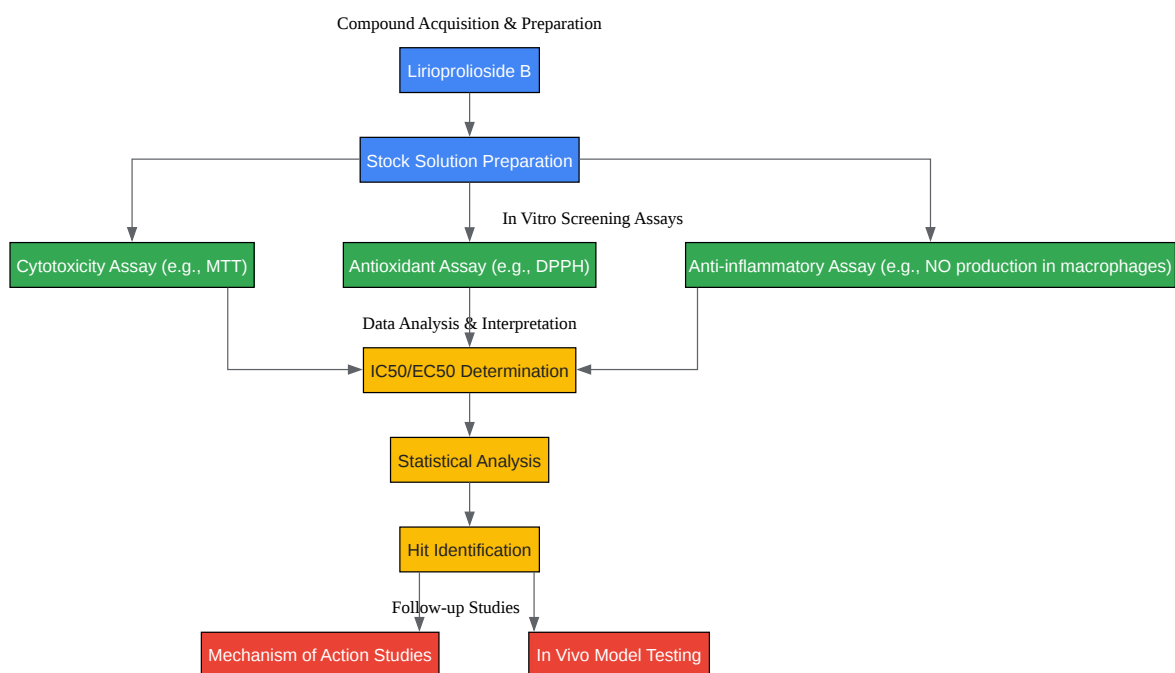 Compound Acquisition & Preparation
Lirioprolioside B
Stock Solution Preparation
In Vitro Screening Assays
Cytotoxicity Assay (e.g., MTT)
Antioxidant Assay (e.g., DPPH)
Anti-inflammatory Assay (e.g., NO production in macrophages)
Data Analysis & Interpretation
IC50/EC50 Determination
Statistical Analysis
Hit Identification
Follow-up Studies
Mechanism of Action Studies
In Vivo Model Testing